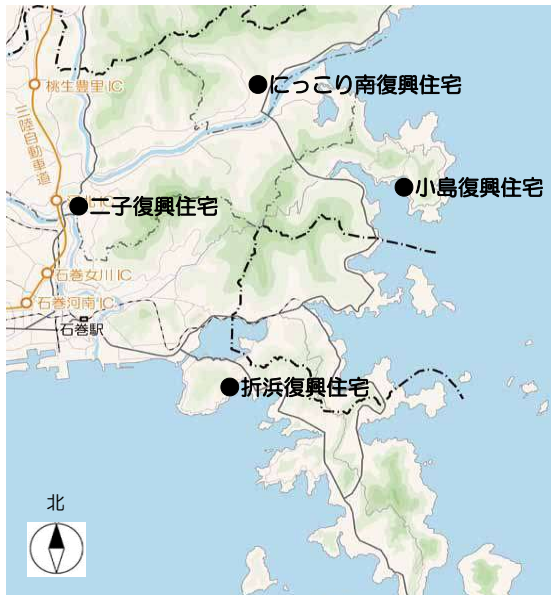 ●にっこり南復興住宅
桃生豊里IC
三陸自動車道
●小島復興住宅
●二子復興住宅
石巻女川IC
石巻河南IC
石巻駅
●折浜復興住宅
北